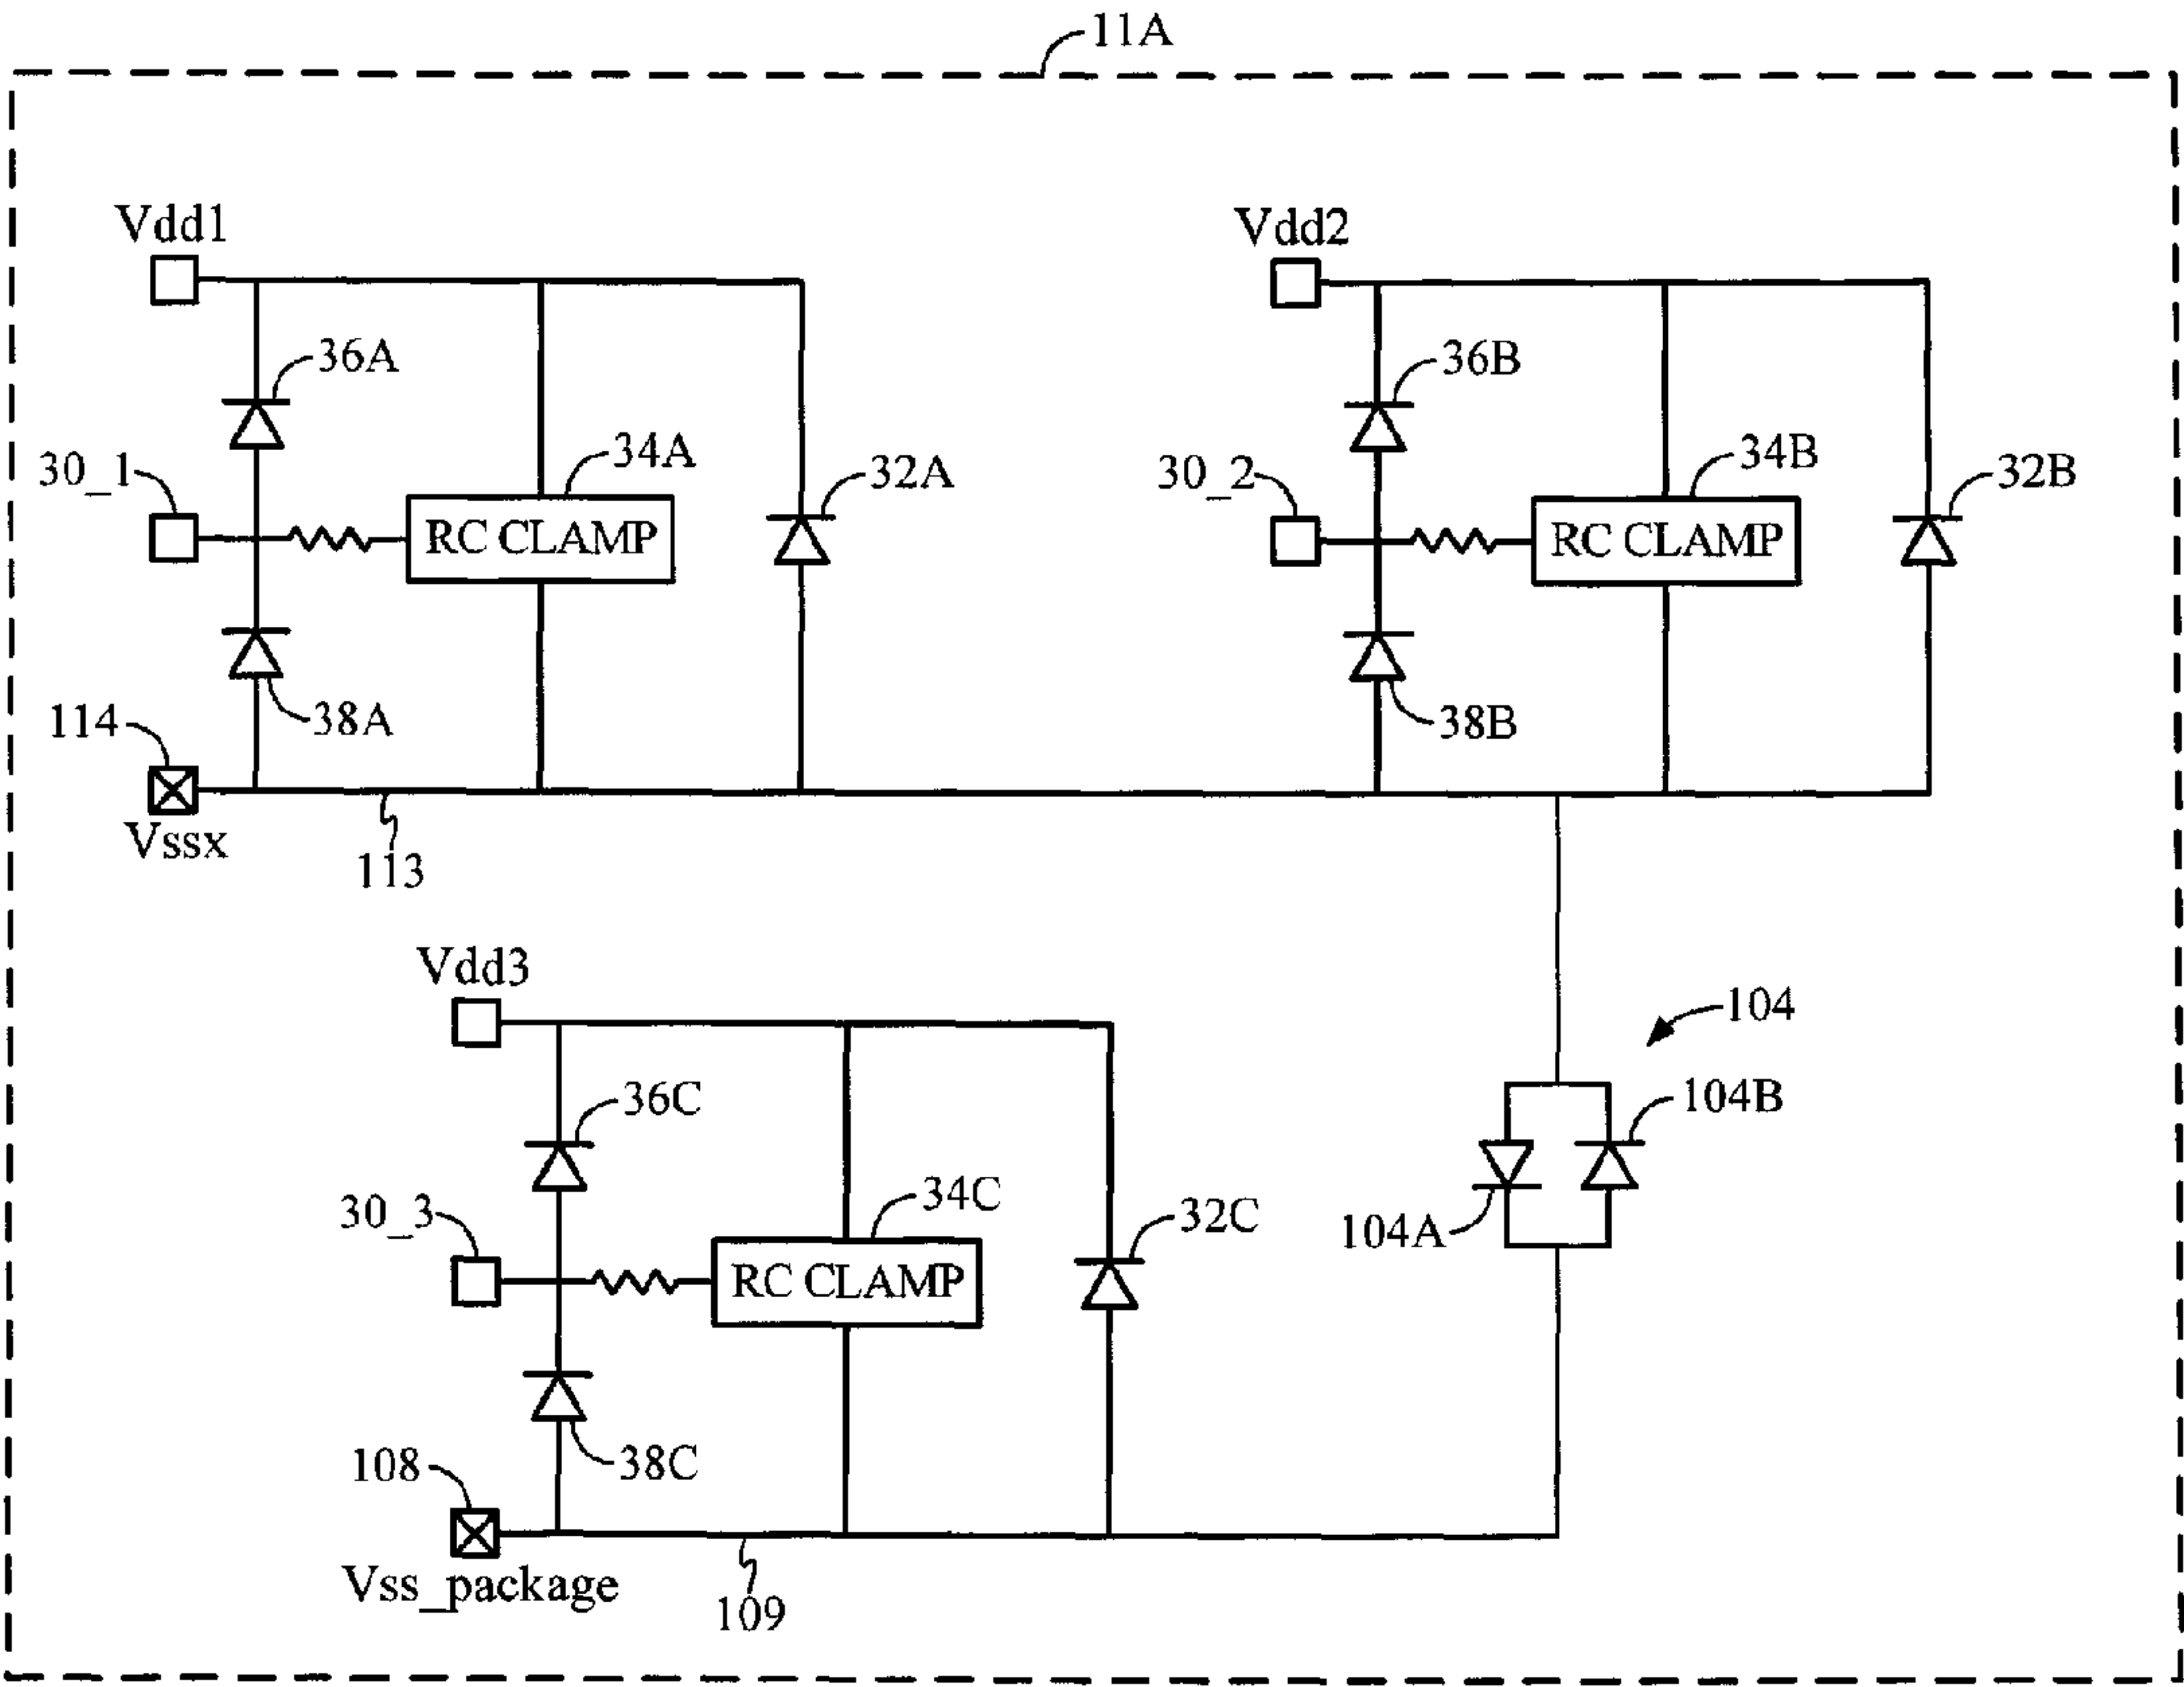 11A
Vdd1
Vdd2
36A
36B
30_1
34A
32A
30_2
34B
32B
RC CLAMP
RC CLAMP
114
38A
38B
Vssx
113
Vdd3
104
36C
104B
30_3
34C
32C
104A
RC CLAMP
108
38C
Vss_package
109